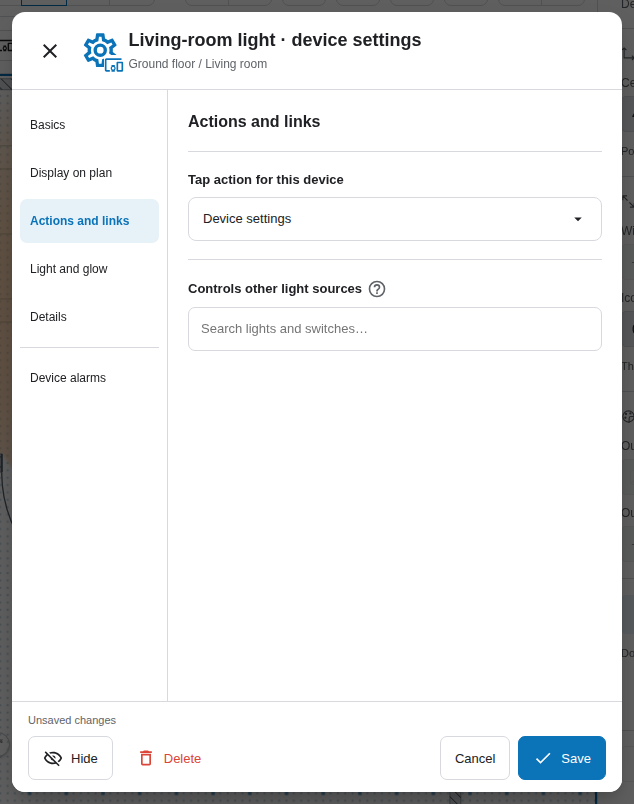 Living-room light · device settings
Ground floor / Living room
Basics
Display on plan
Actions and links
Light and glow
Details
Device alarms
Actions and links
Tap action for this device
Device settings
Controls other light sources
Search lights and switches…
Unsaved changes
Hide
Delete
Cancel
Save